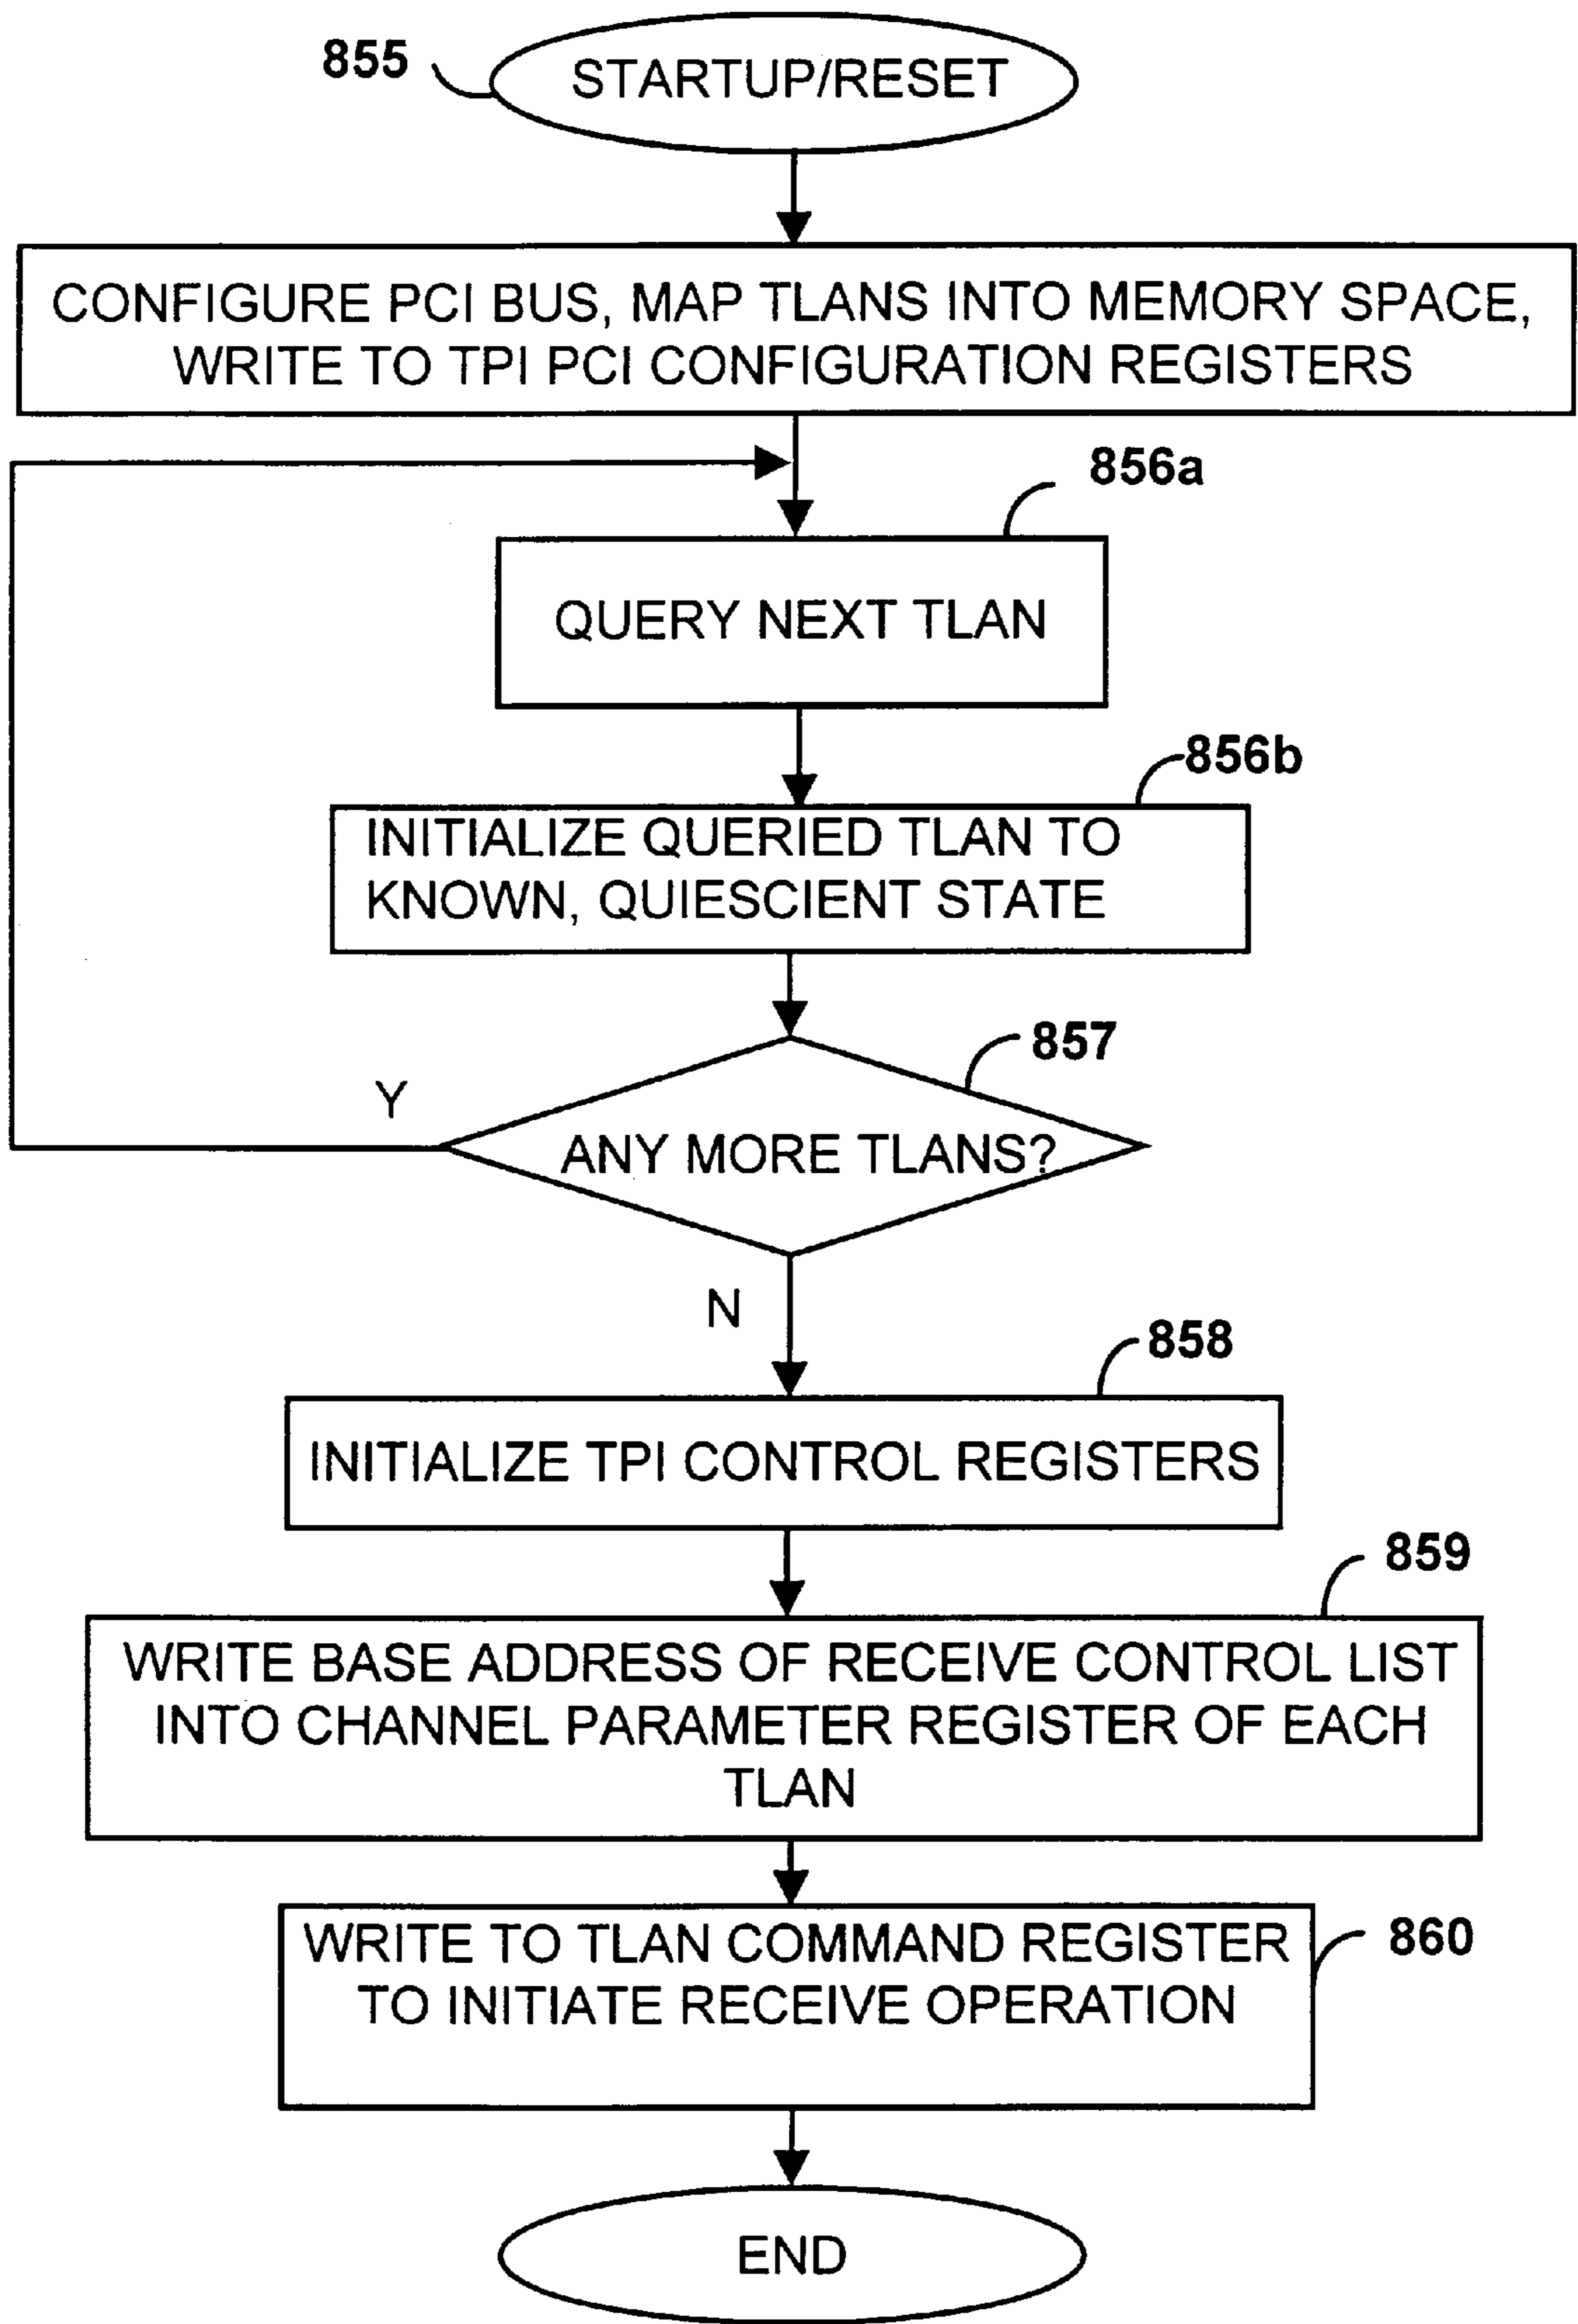 855
STARTUP/RESET
CONFIGURE PCI BUS, MAP TLANS INTO MEMORY SPACE,
WRITE TO TPI PCI CONFIGURATION REGISTERS
856a
QUERY NEXT TLAN
856b
INITIALIZE QUERIED TLAN TO
KNOWN, QUIESCIENT STATE
857
Y
ANY MORE TLANS?
N
858
INITIALIZE TPI CONTROL REGISTERS
859
WRITE BASE ADDRESS OF RECEIVE CONTROL LIST
INTO CHANNEL PARAMETER REGISTER OF EACH
TLAN
860
WRITE TO TLAN COMMAND REGISTER
TO INITIATE RECEIVE OPERATION
END